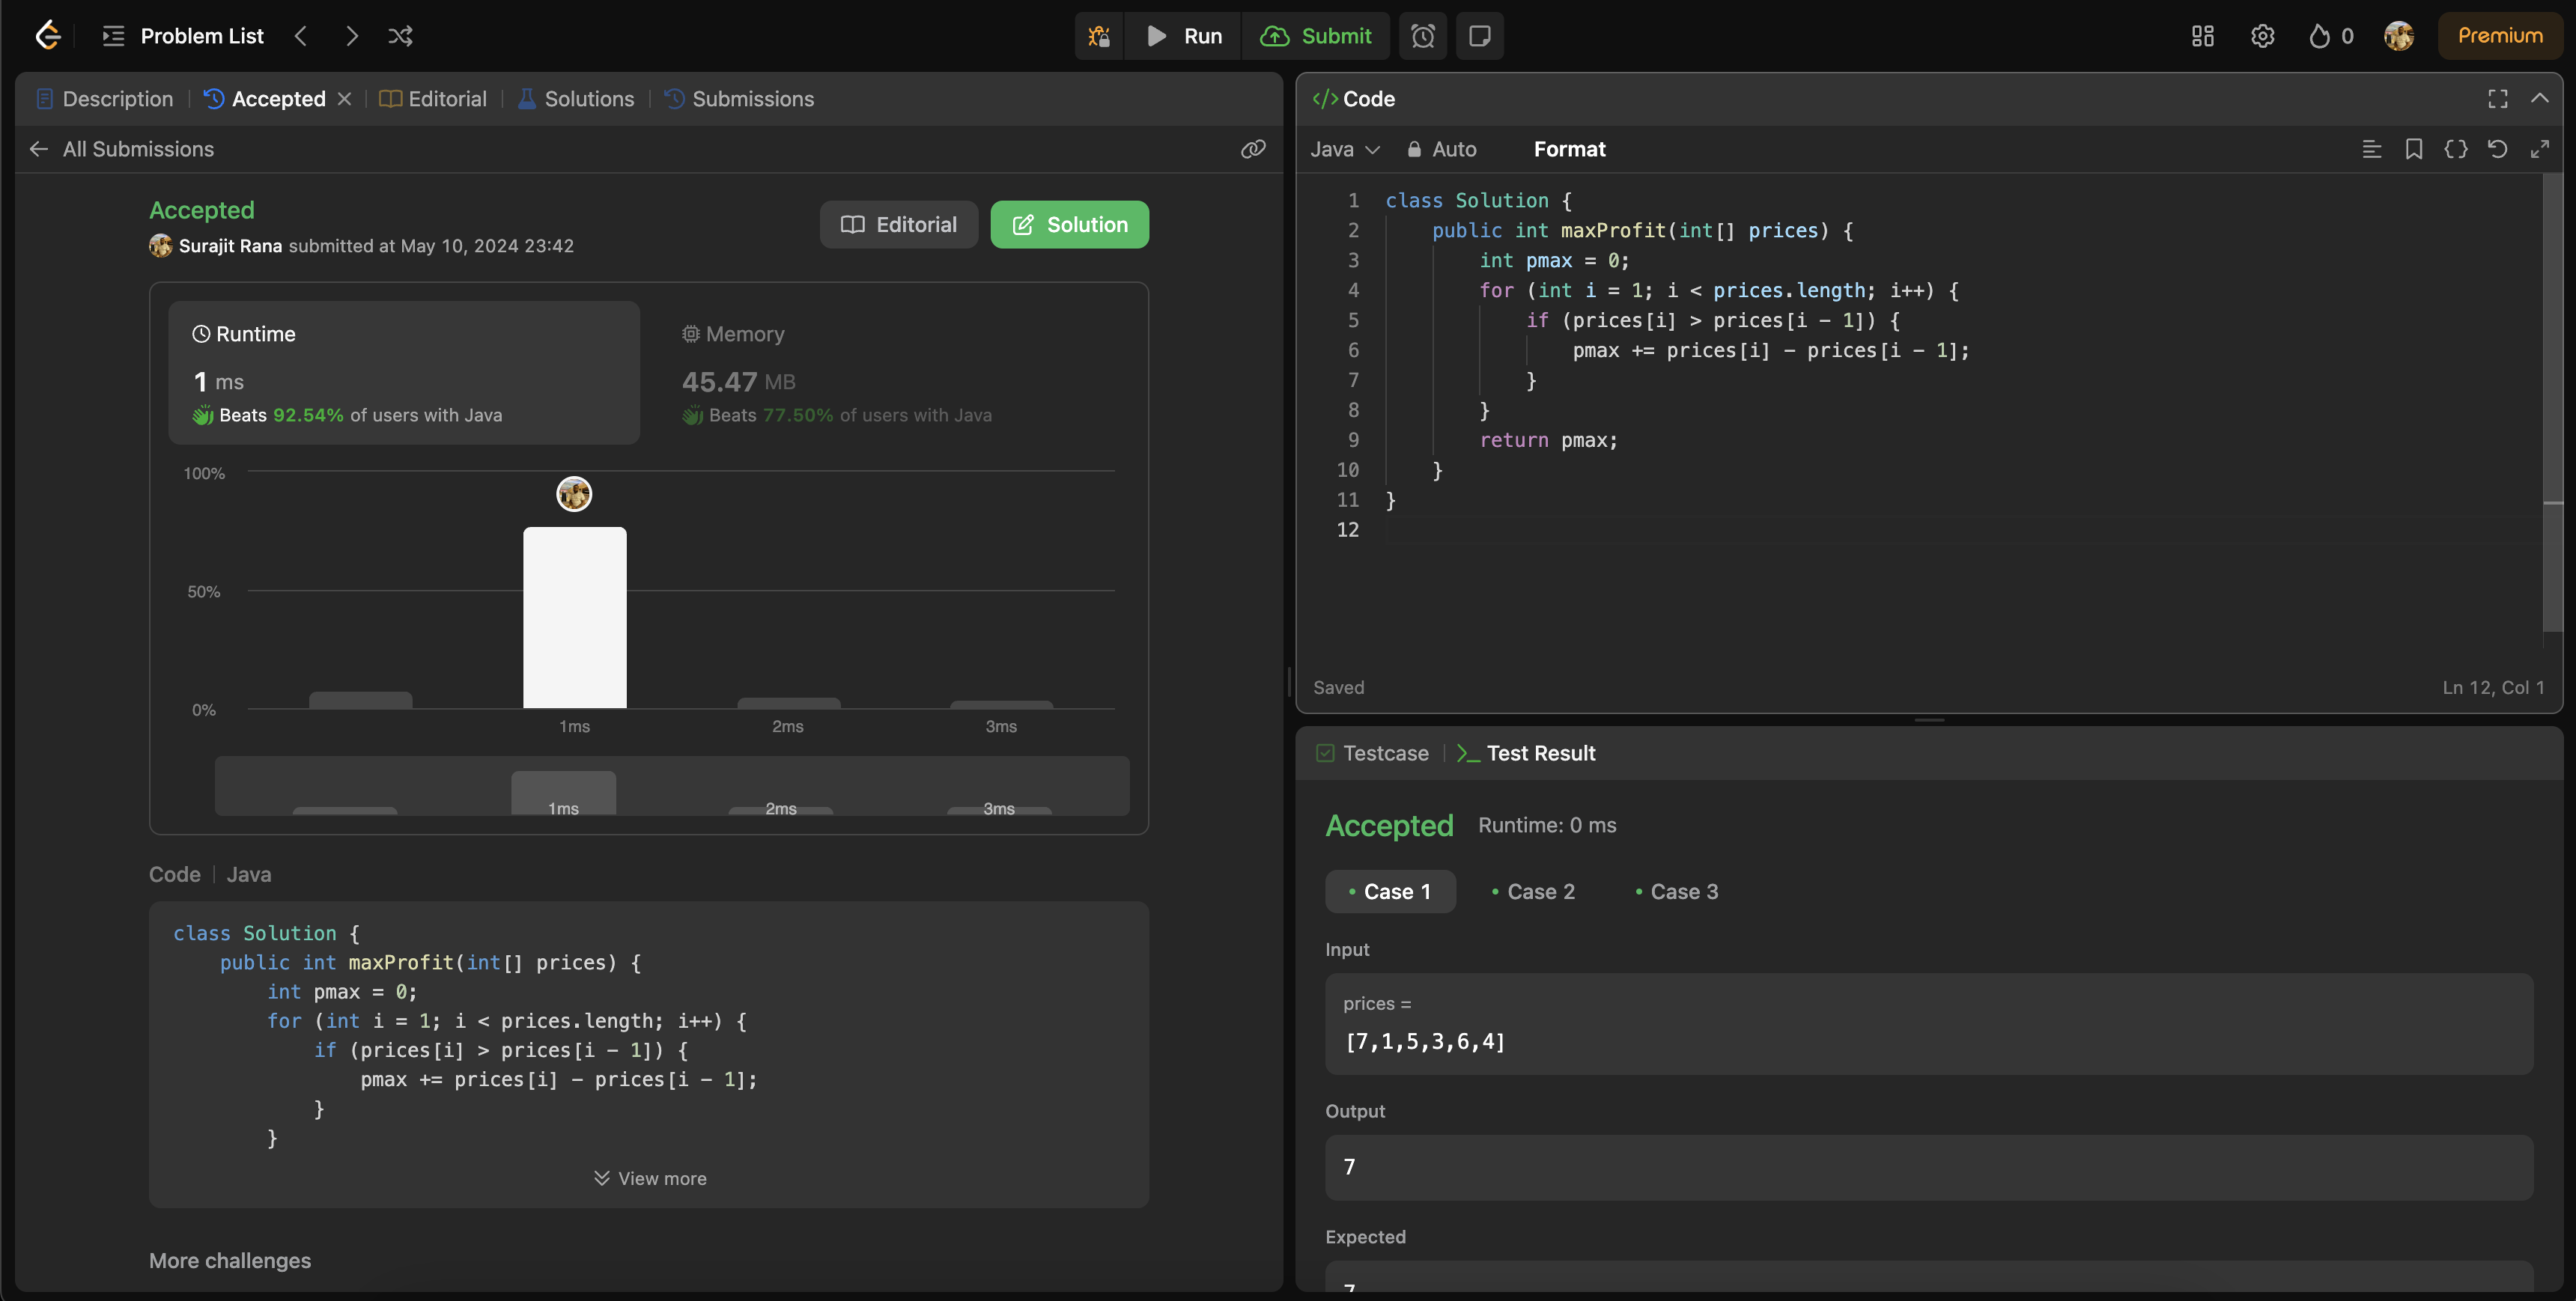 Problem List
Run
Submit
0
Premium
Description
Accepted
Editorial
Solutions
Submissions
All Submissions
Accepted
Surajit Rana submitted at May 10, 2024 23:42
Editorial
Solution
Runtime
1 ms
Beats 92.54% of users with Java
Memory
45.47 MB
Beats 77.50% of users with Java
100%
50%
0%
1ms
2ms
3ms
1ms
2ms
3ms
Code
Java
class Solution {
    public int maxProfit(int[] prices) {
        int pmax = 0;
        for (int i = 1; i < prices.length; i++) {
            if (prices[i] > prices[i - 1]) {
                pmax += prices[i] - prices[i - 1];
            }
        }
View more
More challenges
</> Code
Java
Auto
Format
1 class Solution {
2     public int maxProfit(int[] prices) {
3         int pmax = 0;
4         for (int i = 1; i < prices.length; i++) {
5             if (prices[i] > prices[i - 1]) {
6                 pmax += prices[i] - prices[i - 1];
7             }
8         }
9         return pmax;
10     }
11 }
12
Saved
Ln 12, Col 1
Testcase
Test Result
Accepted
Runtime: 0 ms
Case 1
Case 2
Case 3
Input
prices =
[7,1,5,3,6,4]
Output
7
Expected
7